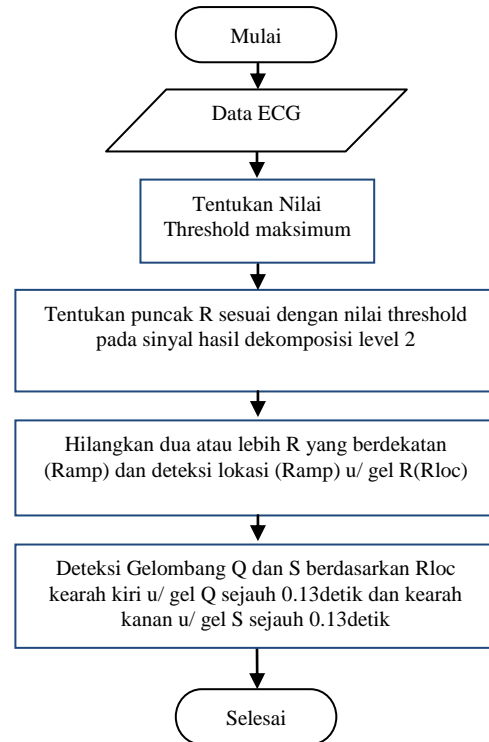 Mulai
Data ECG
Tentukan Nilai
Threshold maksimum
Tentukan puncak R sesuai dengan nilai threshold
pada sinyal hasil dekomposisi level 2
Hilangkan dua atau lebih R yang berdekatan
(Ramp) dan deteksi lokasi (Ramp) u/ gel R(Rloc)
Deteksi Gelombang Q dan S berdasarkan Rloc
kearah kiri u/ gel Q sejauh 0.13detik dan kearah
kanan u/ gel S sejauh 0.13detik
Selesai